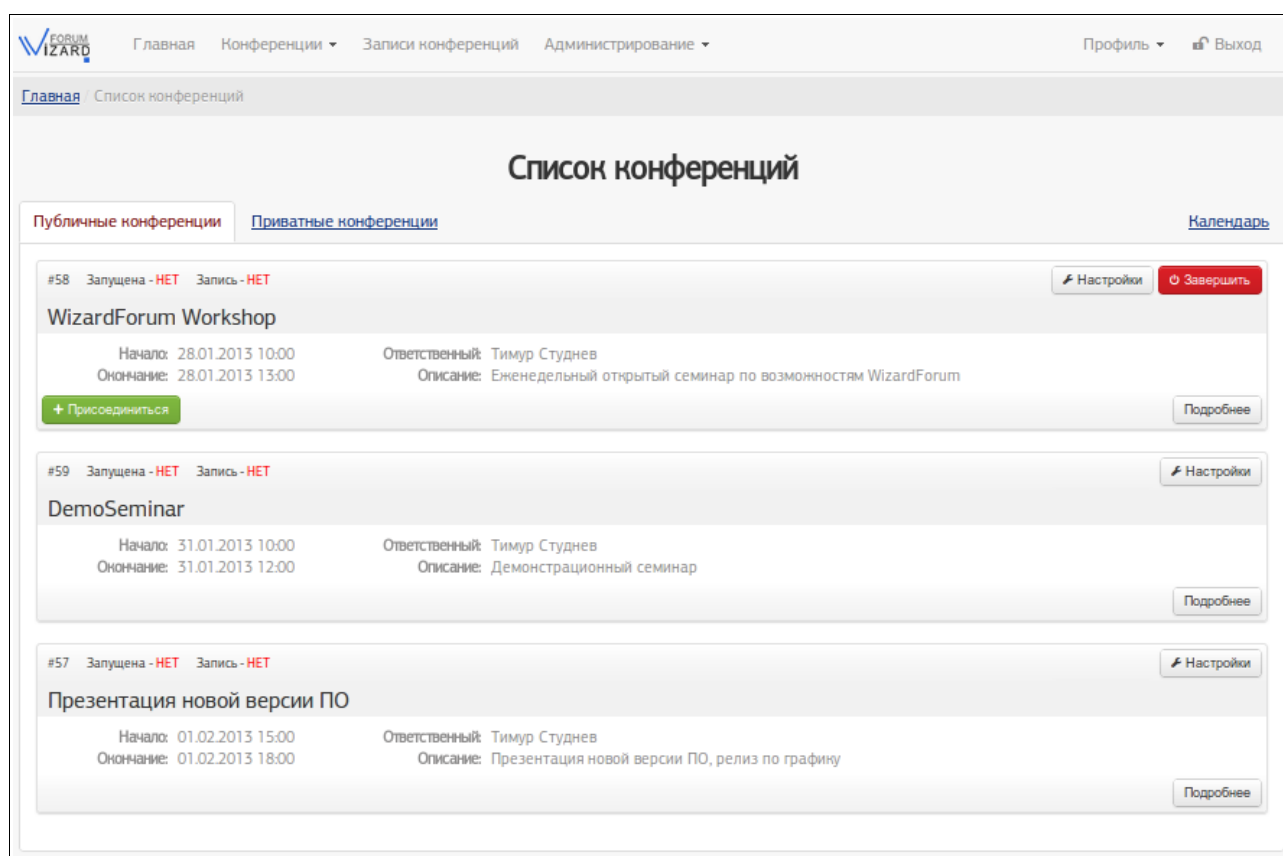 FORUM
WIZARD Главная Конференции Записи конференций Администрирование Профиль Выход
Главная / Список конференций
Список конференций
Публичные конференции Приватные конференции Календарь
#58 Запущена - НЕТ Запись - НЕТ Настройки Завершить
WizardForum Workshop
Начало: 28.01.2013 10:00 Ответственный: Тимур Студнев
Окончание: 28.01.2013 13:00 Описание: Еженедельный открытый семинар по возможностям WizardForum
+ Присоединиться Подробнее
#59 Запущена - НЕТ Запись - НЕТ Настройки
DemoSeminar
Начало: 31.01.2013 10:00 Ответственный: Тимур Студнев
Окончание: 31.01.2013 12:00 Описание: Демонстрационный семинар
Подробнее
#57 Запущена - НЕТ Запись - НЕТ Настройки
Презентация новой версии ПО
Начало: 01.02.2013 15:00 Ответственный: Тимур Студнев
Окончание: 01.02.2013 18:00 Описание: Презентация новой версии ПО, релиз по графику
Подробнее